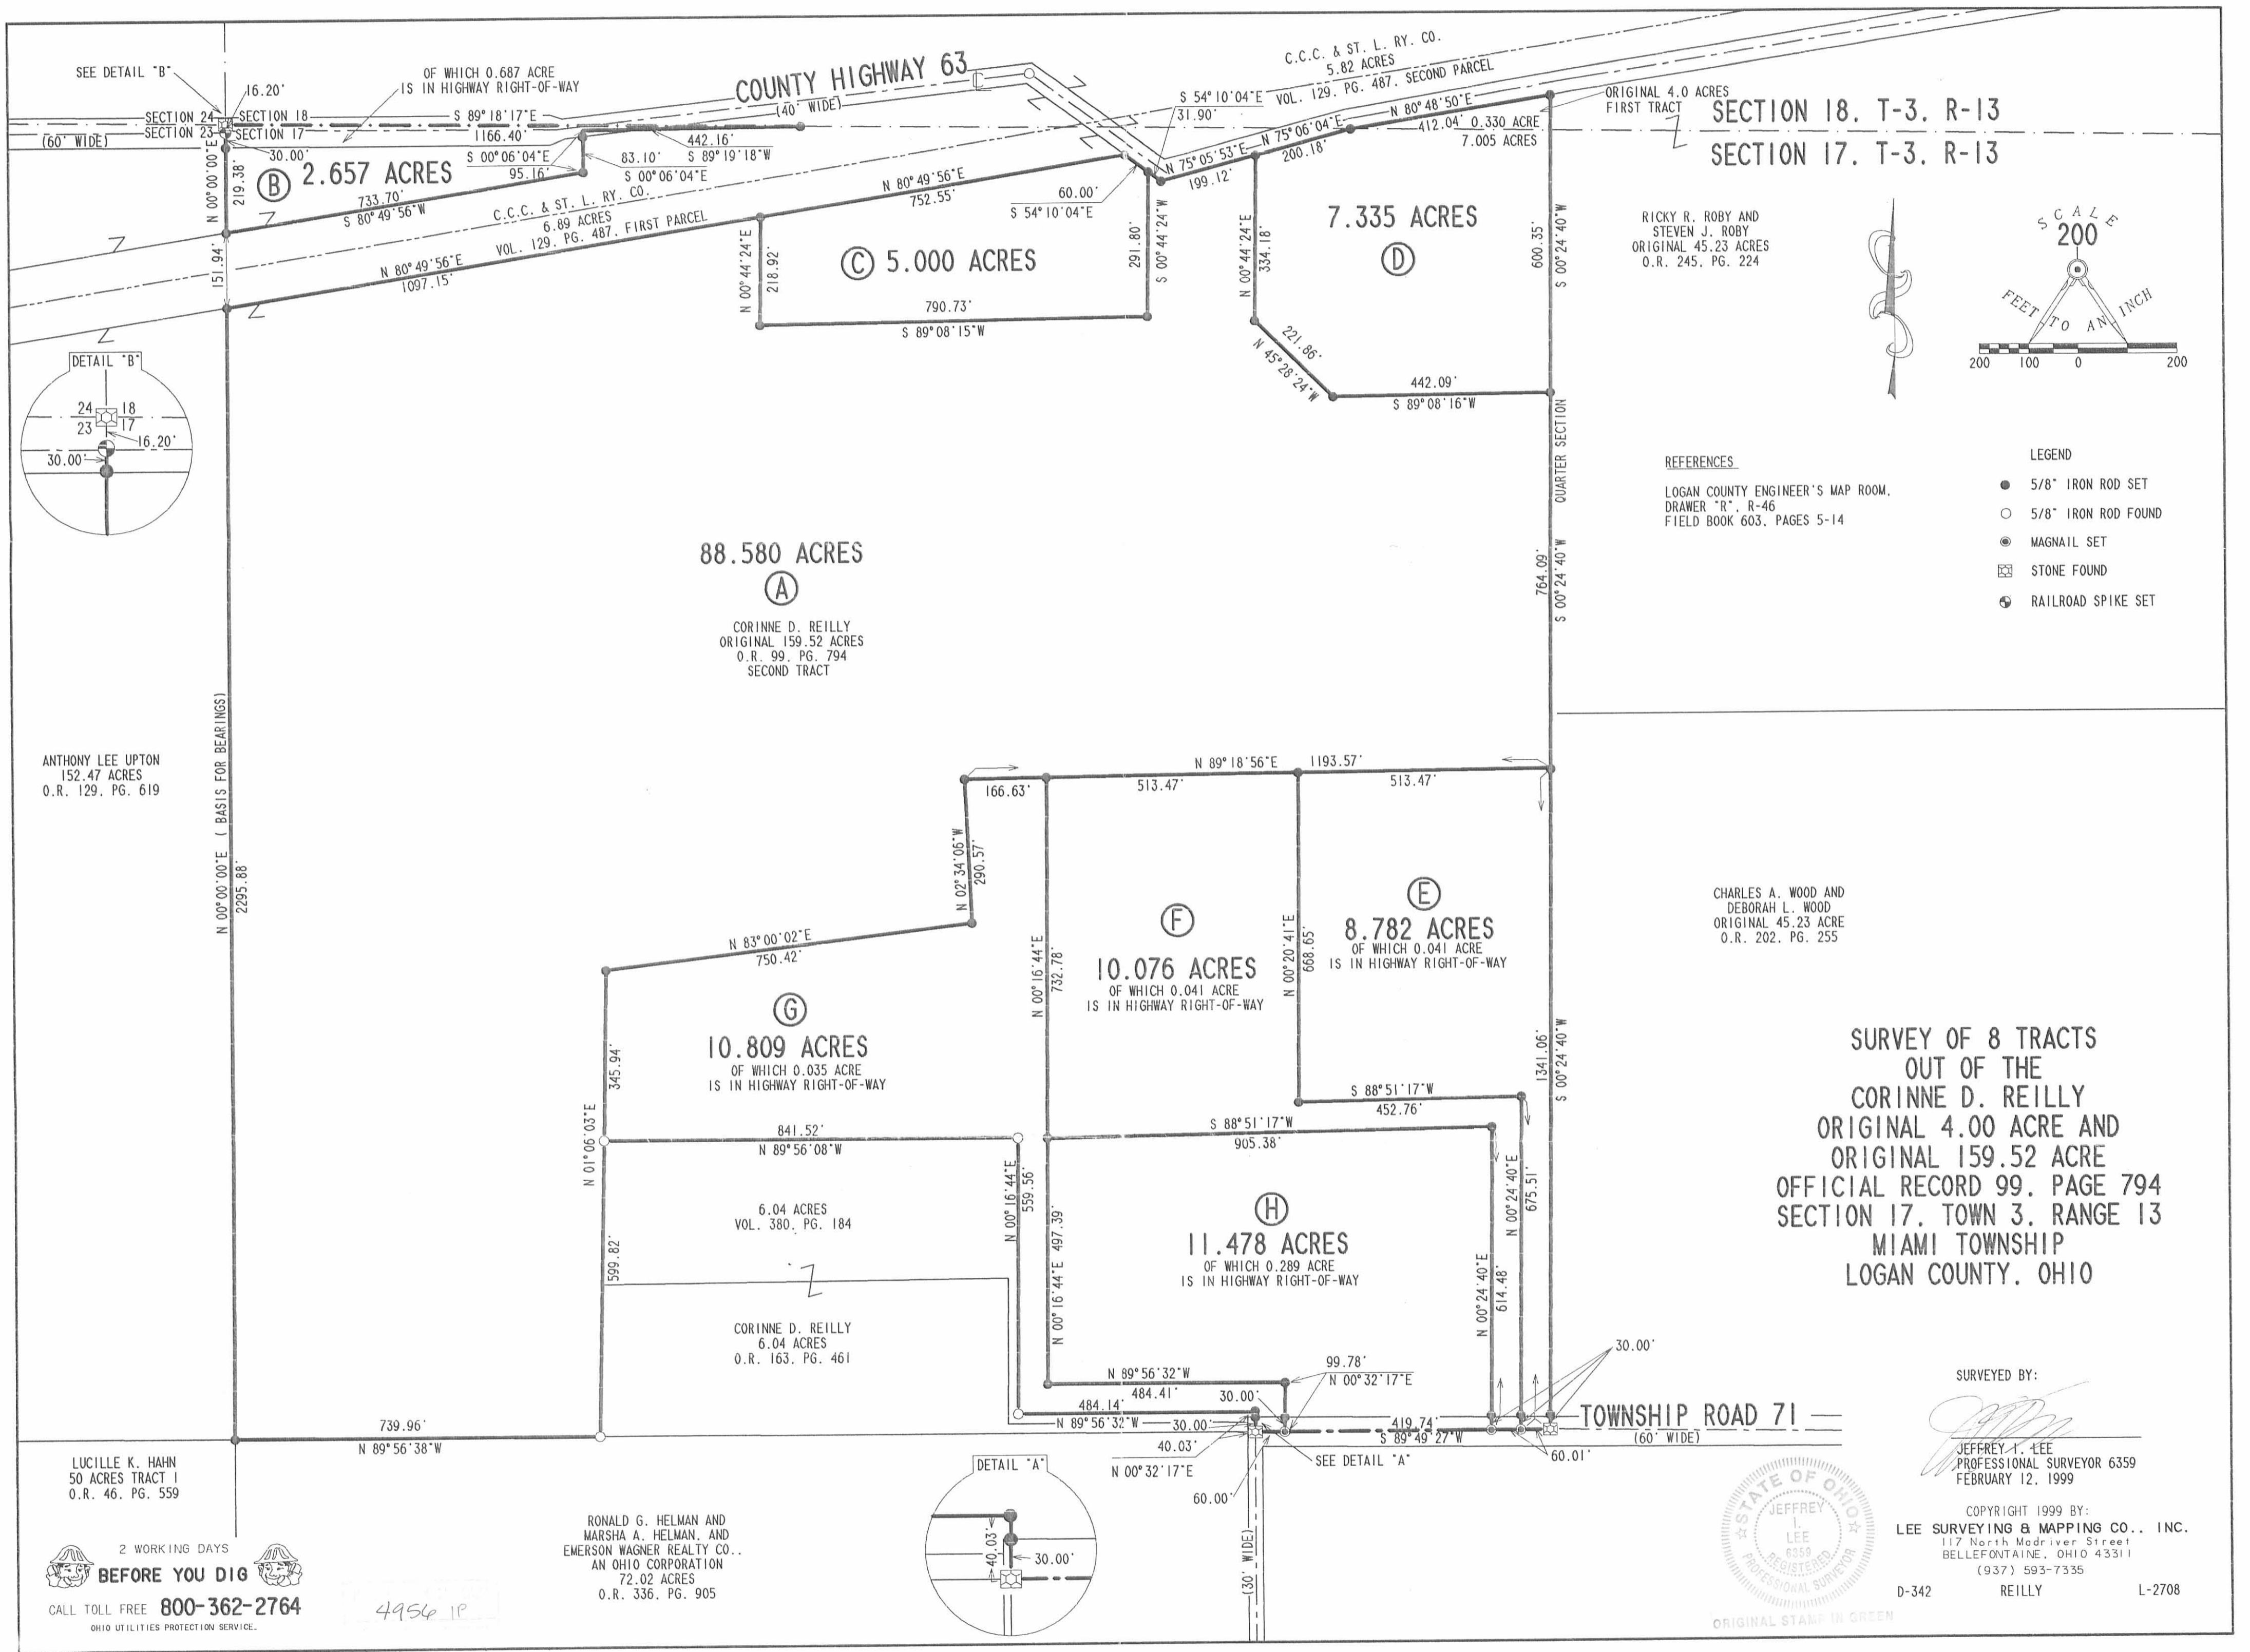 SEE DETAIL "B"
16.20'
OF WHICH 0.687 ACRE
IS IN HIGHWAY RIGHT-OF-WAY
COUNTY HIGHWAY 63
(40' WIDE)
SECTION 24
SECTION 18
SECTION 23
SECTION 17
(60' WIDE)
S 89°18'17"E
1166.40'
442.16'
S 89°19'18"W
30.00'
S 00°06'04"E
95.16'
83.10'
S 00°06'04"E
N 00°00'00"E
219.38'
B 2.657 ACRES
733.70'
S 80°49'56"W
C.C.C. & ST. L. RY. CO.
6.89 ACRES
VOL. 129, PG. 487, FIRST PARCEL
151.94'
N 80°49'56"E
1097.15'
C.C.C. & ST. L. RY. CO.
5.82 ACRES
VOL. 129, PG. 487, SECOND PARCEL
S 54°10'04"E
31.90'
N 80°49'56"E
752.55'
60.00'
S 54°10'04"E
N 75°05'53"E
199.12'
N 75°06'04"E
200.18'
N 80°48'50"E
412.04'
0.330 ACRE
7.005 ACRES
ORIGINAL 4.0 ACRES
FIRST TRACT
SECTION 18, T-3, R-13
SECTION 17, T-3, R-13
N 00°44'24"E
218.92'
C 5.000 ACRES
790.73'
S 89°08'15"W
291.80'
S 00°44'24"W
N 00°44'24"E
334.18'
7.335 ACRES
D
221.86'
N 45°28'24"W
442.09'
S 89°08'16"W
600.35'
S 00°24'40"W
QUARTER SECTION
764.09'
S 00°24'40"W
RICKY R. ROBY AND
STEVEN J. ROBY
ORIGINAL 45.23 ACRES
O.R. 245, PG. 224
SCALE
200
FEET TO AN INCH
200 100 0 200
DETAIL "B"
24 18
23 17
16.20'
30.00'
REFERENCES
LOGAN COUNTY ENGINEER'S MAP ROOM,
DRAWER "R", R-46
FIELD BOOK 603, PAGES 5-14
LEGEND
5/8" IRON ROD SET
5/8" IRON ROD FOUND
MAGNAIL SET
STONE FOUND
RAILROAD SPIKE SET
88.580 ACRES
A
CORINNE D. REILLY
ORIGINAL 159.52 ACRES
O.R. 99, PG. 794
SECOND TRACT
ANTHONY LEE UPTON
152.47 ACRES
O.R. 129, PG. 619
N 00°00'00"E ( BASIS FOR BEARINGS)
2295.88'
N 89°18'56"E 1193.57'
166.63'
513.47'
513.47'
N 02°34'06"W
290.57'
N 83°00'02"E
750.42'
G
10.809 ACRES
OF WHICH 0.035 ACRE
IS IN HIGHWAY RIGHT-OF-WAY
345.94'
N 01°06'03"E
599.82'
841.52'
N 89°56'08"W
N 00°16'44"E
732.78'
F
10.076 ACRES
OF WHICH 0.041 ACRE
IS IN HIGHWAY RIGHT-OF-WAY
N 00°20'41"E
668.65'
E
8.782 ACRES
OF WHICH 0.041 ACRE
IS IN HIGHWAY RIGHT-OF-WAY
S 88°51'17"W
452.76'
S 88°51'17"W
905.38'
1341.06'
S 00°24'40"W
CHARLES A. WOOD AND
DEBORAH L. WOOD
ORIGINAL 45.23 ACRE
O.R. 202, PG. 255
6.04 ACRES
VOL. 380, PG. 184
CORINNE D. REILLY
6.04 ACRES
O.R. 163, PG. 461
N 00°16'44"E
559.56'
N 00°16'44"E 497.39'
H
11.478 ACRES
OF WHICH 0.289 ACRE
IS IN HIGHWAY RIGHT-OF-WAY
N 00°24'40"E
614.48'
N 00°24'40"E
675.51'
SURVEY OF 8 TRACTS
OUT OF THE
CORINNE D. REILLY
ORIGINAL 4.00 ACRE AND
ORIGINAL 159.52 ACRE
OFFICIAL RECORD 99, PAGE 794
SECTION 17, TOWN 3, RANGE 13
MIAMI TOWNSHIP
LOGAN COUNTY, OHIO
N 89°56'32"W
484.41'
484.14'
N 89°56'32"W
30.00'
30.00'
99.78'
N 00°32'17"E
30.00'
419.74'
S 89°49'27"W
TOWNSHIP ROAD 71
(60' WIDE)
60.01'
40.03'
N 00°32'17"E
60.00'
SEE DETAIL "A"
(30' WIDE)
739.96'
N 89°56'38"W
LUCILLE K. HAHN
50 ACRES TRACT 1
O.R. 46, PG. 559
RONALD G. HELMAN AND
MARSHA A. HELMAN, AND
EMERSON WAGNER REALTY CO.,
AN OHIO CORPORATION
72.02 ACRES
O.R. 336, PG. 905
DETAIL "A"
40.03'
30.00'
2 WORKING DAYS
BEFORE YOU DIG
CALL TOLL FREE 800-362-2764
OHIO UTILITIES PROTECTION SERVICE.
4956 IP
STATE OF OHIO
JEFFREY
I.
LEE
6359
REGISTERED
PROFESSIONAL SURVEYOR
ORIGINAL STAMP IN GREEN
SURVEYED BY:
JEFFREY I. LEE
PROFESSIONAL SURVEYOR 6359
FEBRUARY 12, 1999
COPYRIGHT 1999 BY:
LEE SURVEYING & MAPPING CO., INC.
117 North Madriver Street
BELLEFONTAINE, OHIO 43311
(937) 593-7335
D-342 REILLY L-2708